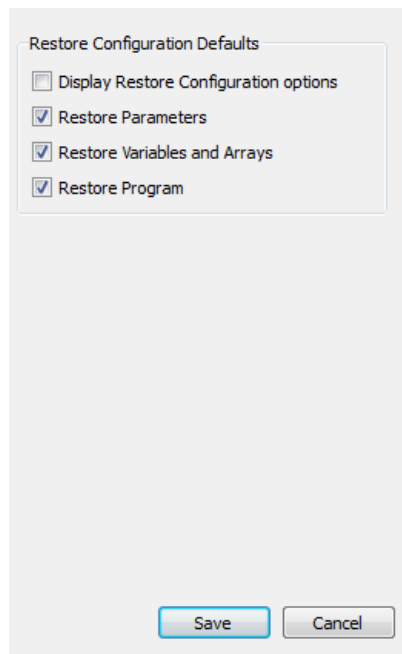 Restore Configuration Defaults
Display Restore Configuration options
Restore Parameters
Restore Variables and Arrays
Restore Program
Save Cancel